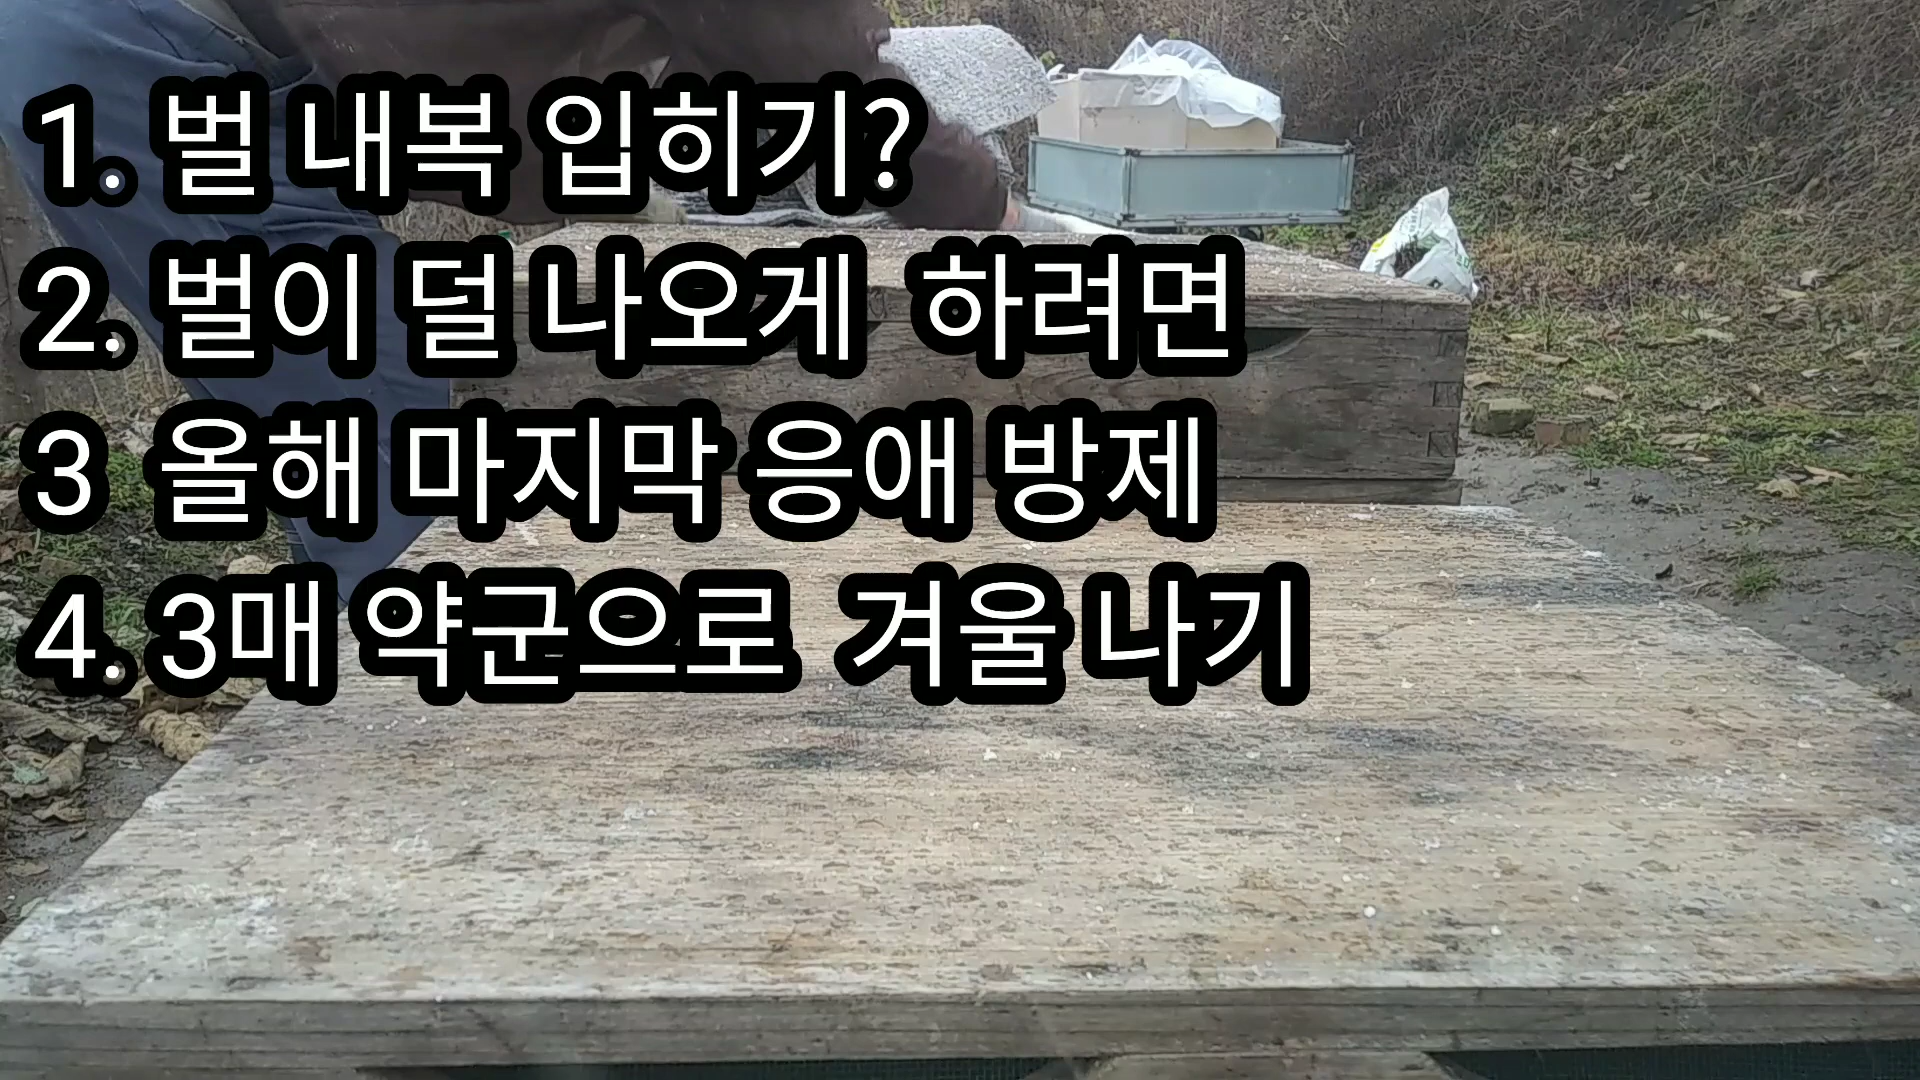 1. 벌 내복 입히기?
2. 벌이 덜 나오게 하려면
3 올해 마지막 응애 방제
4. 3매 약군으로 겨울 나기